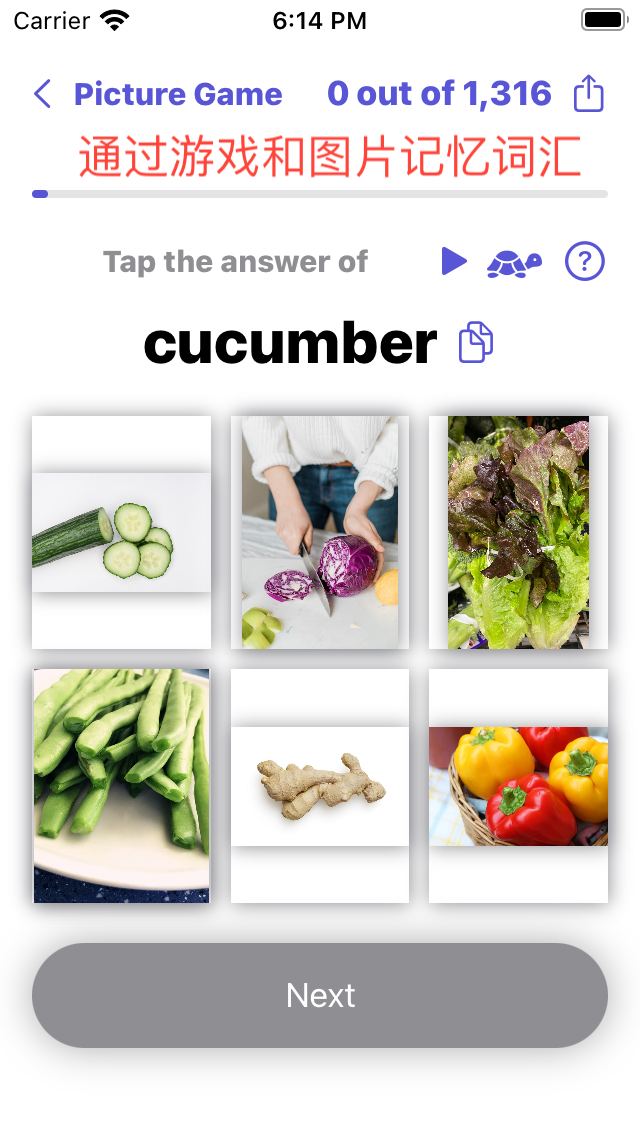 Carrier 6:14 PM
Picture Game 0 out of 1,316
通过游戏和图片记忆词汇
Tap the answer of ?
cucumber
Next